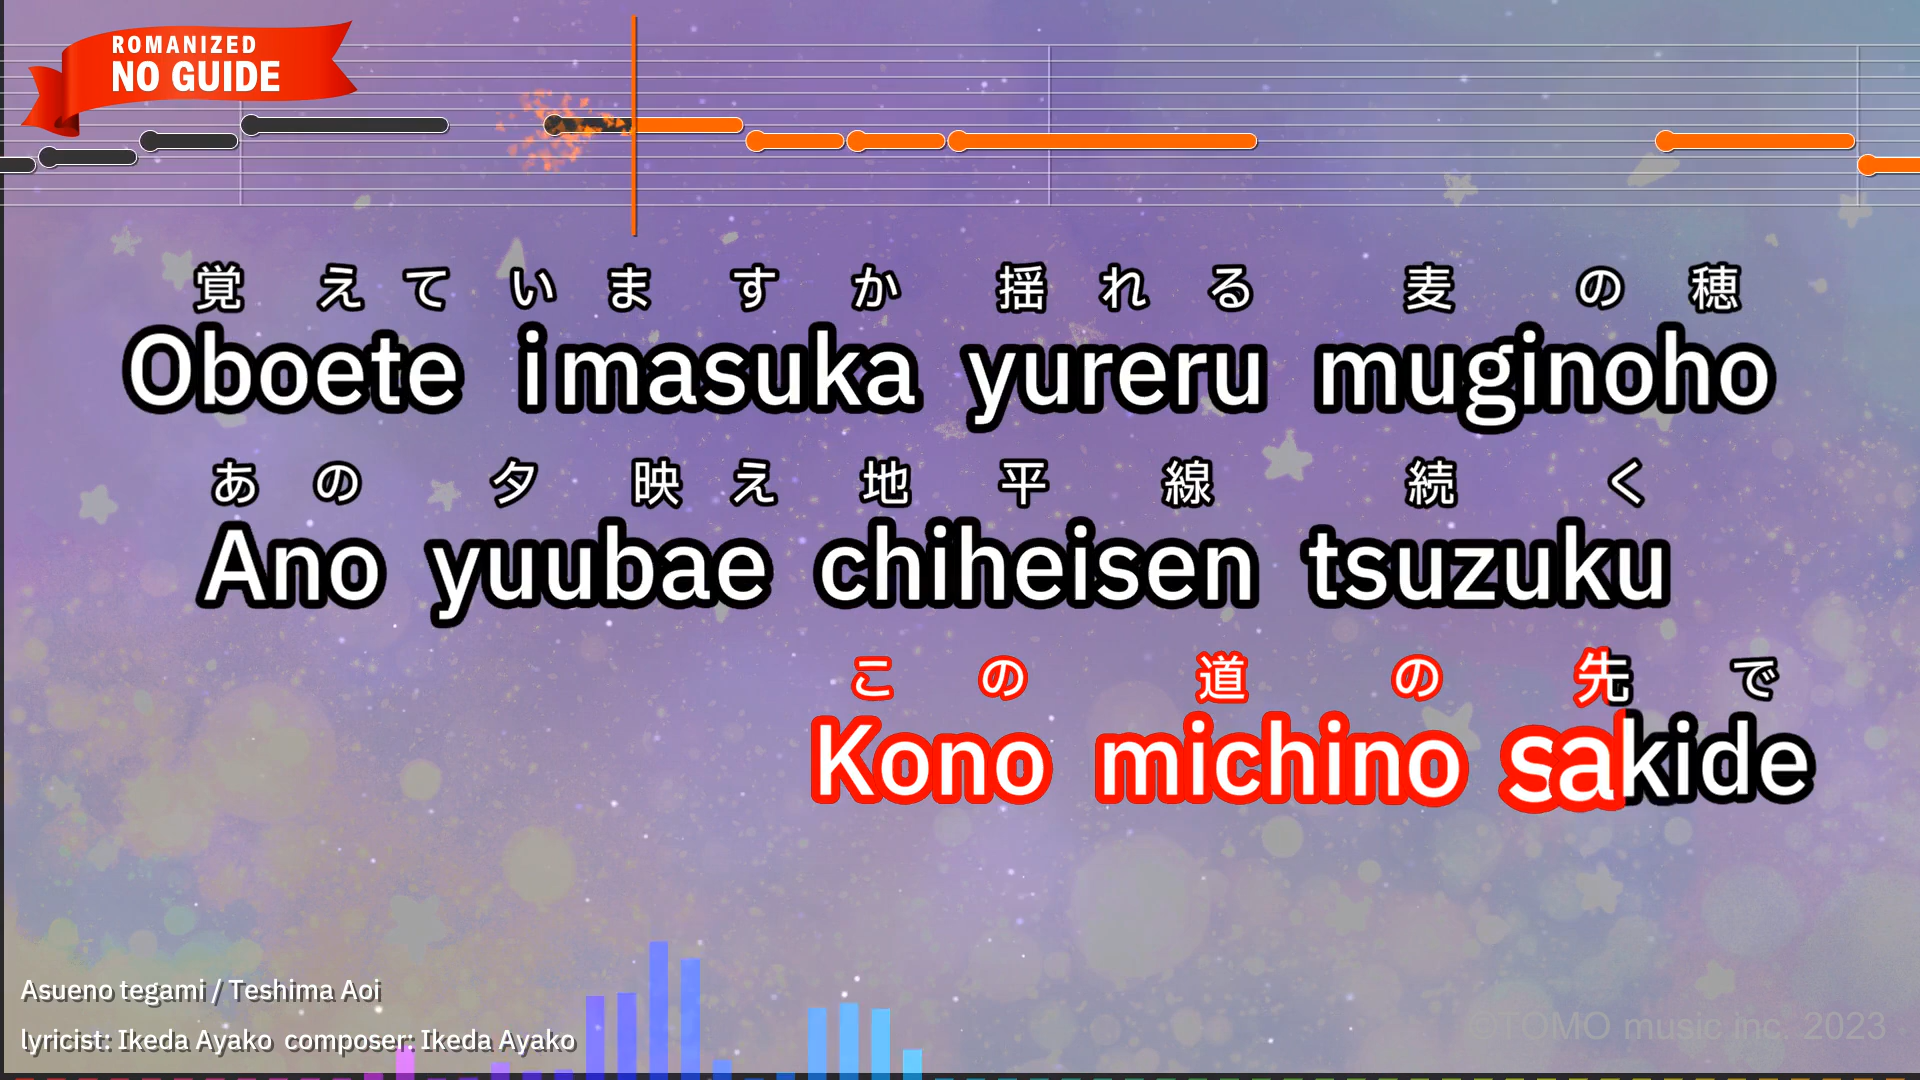 ROMANIZED
NO GUIDE
覚えていますか揺れる麦の穂
Oboete imasuka yureru muginoho
あの夕映え地平線続く
Ano yuubae chiheisen tsuzuku
この道の先で
Kono michino sakide
Asueno tegami / Teshima Aoi
lyricist: Ikeda Ayako composer: Ikeda Ayako
©TOMO music inc. 2023